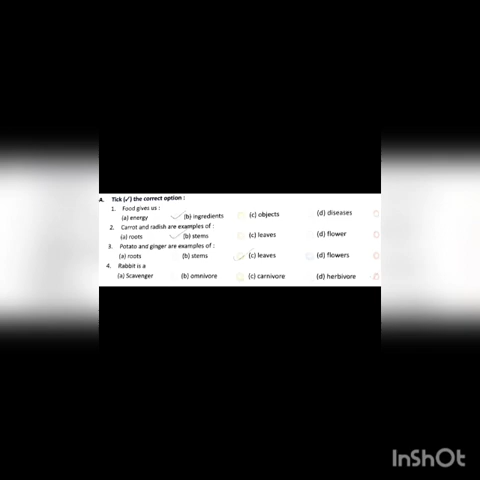 A. Tick (✓) the correct option :
1. Food gives us :
(a) energy (b) ingredients (c) objects (d) diseases
2. Carrot and radish are examples of :
(a) roots (b) stems (c) leaves (d) flower
3. Potato and ginger are examples of :
(a) roots (b) stems (c) leaves (d) flowers
4. Rabbit is a
(a) Scavenger (b) omnivore (c) carnivore (d) herbivore
InShOt